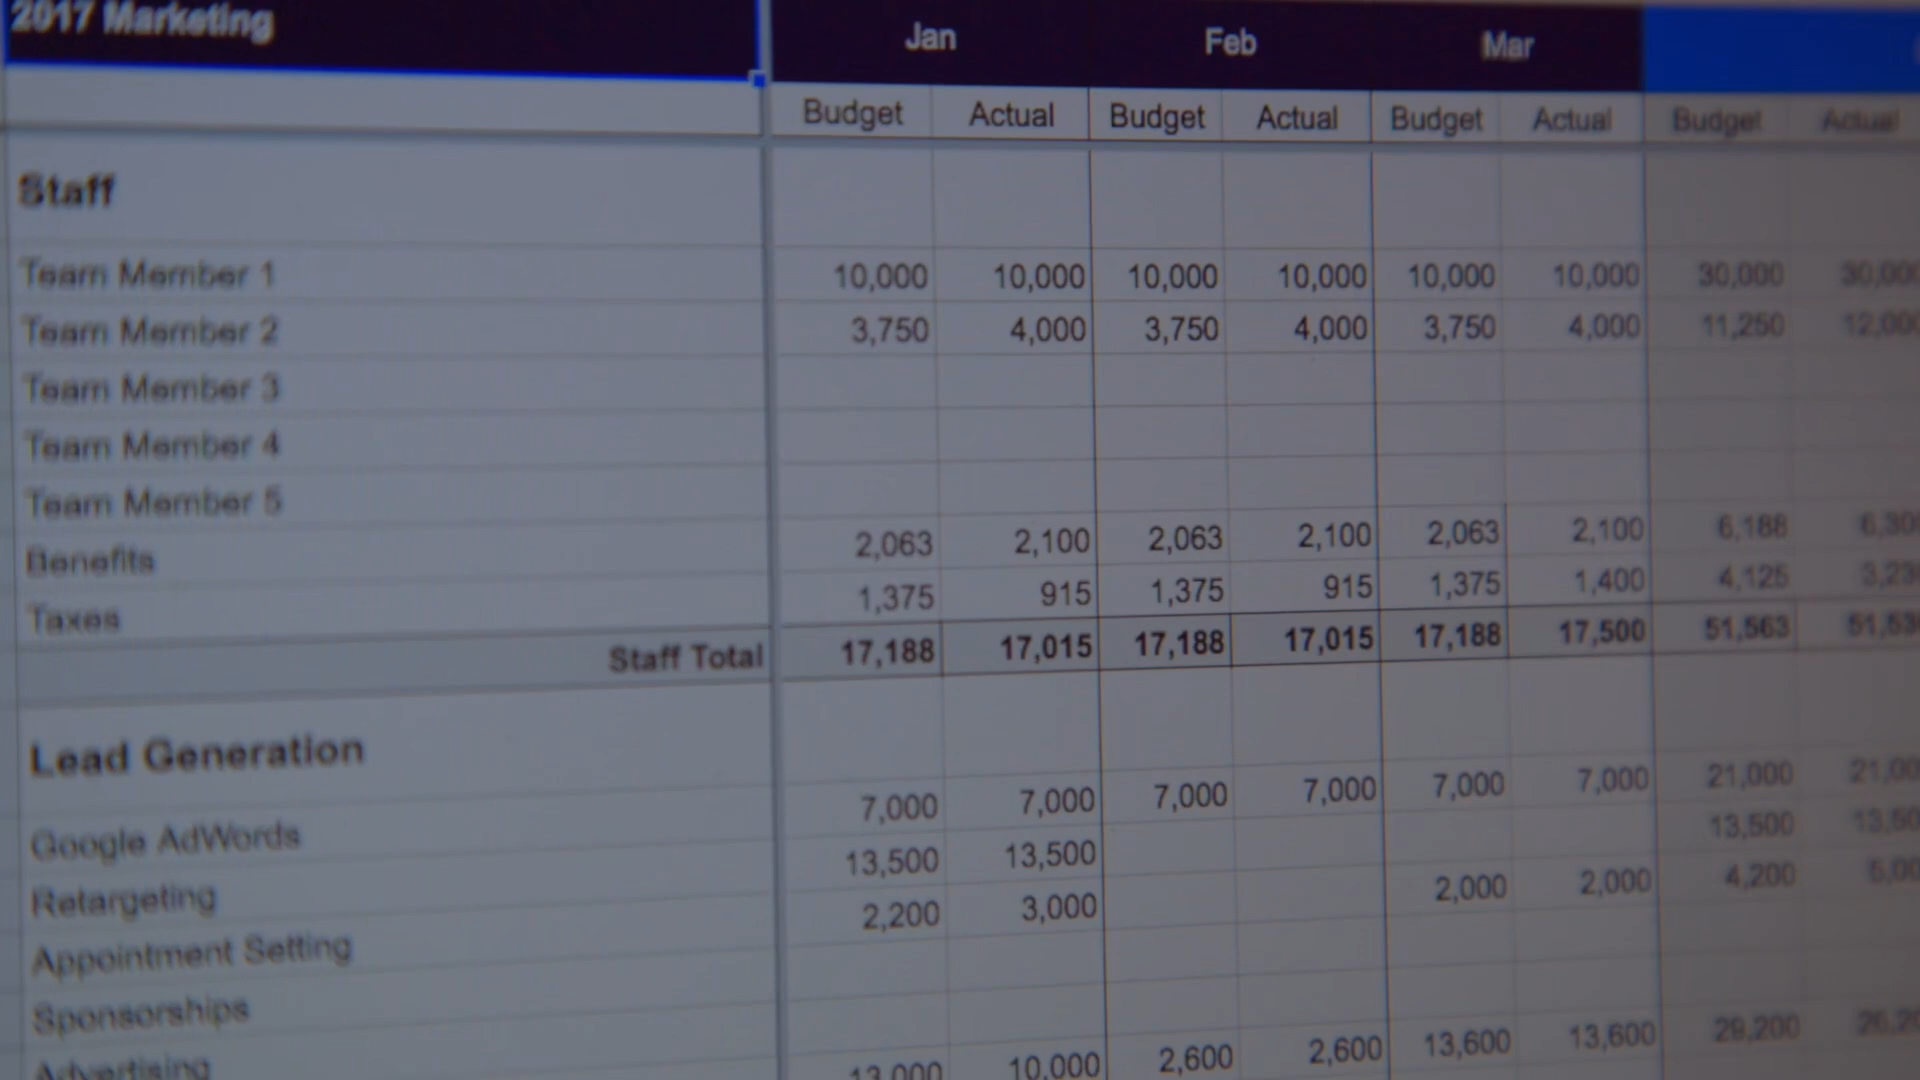 2017 Marketing Jan Feb Mar
Budget Actual Budget Actual Budget Actual Budget Actual
Staff
Team Member 1 10,000 10,000 10,000 10,000 10,000 10,000 30,000
Team Member 2 3,750 4,000 3,750 4,000 3,750 4,000 11,250
Team Member 3
Team Member 4
Team Member 5
Benefits 2,063 2,100 2,063 2,100 2,063 2,100 6,188
Taxes 1,375 915 1,375 915 1,375 1,400 4,125
Staff Total 17,188 17,015 17,188 17,015 17,188 17,500 51,563
Lead Generation
Google AdWords 7,000 7,000 7,000 7,000 7,000 7,000 21,000
Retargeting 13,500 13,500 13,500
Appointment Setting 2,200 3,000 2,000 2,000 4,200
Sponsorships
Advertising 13,000 10,000 2,600 2,600 13,600 13,600 29,200